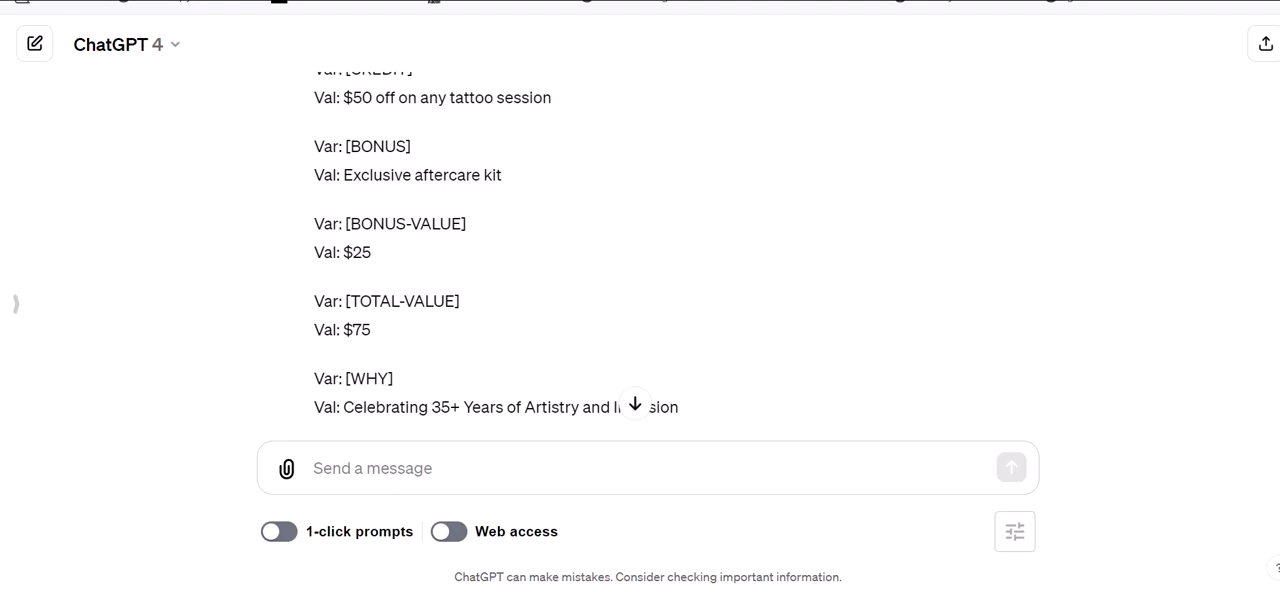 ChatGPT 4
Var: [CREDIT]
Val: $50 off on any tattoo session
Var: [BONUS]
Val: Exclusive aftercare kit
Var: [BONUS-VALUE]
Val: $25
Var: [TOTAL-VALUE]
Val: $75
Var: [WHY]
Val: Celebrating 35+ Years of Artistry and
Send a message
1-click prompts
Web access
ChatGPT can make mistakes. Consider checking important information.
?